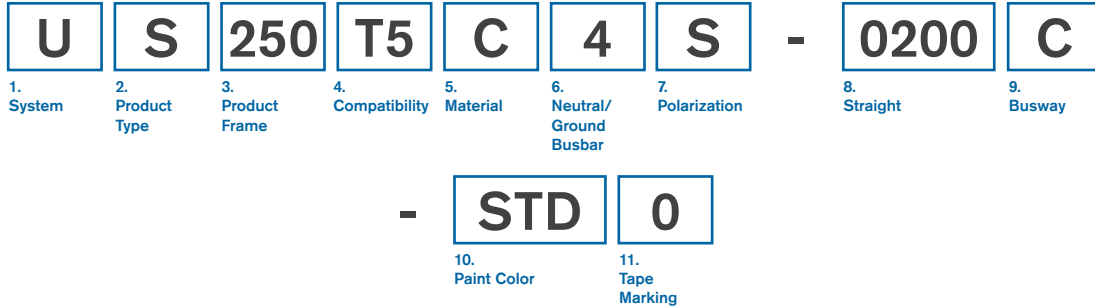 U S 250 T5 C 4 S - 0200 C
1. 2. 3. 4. 5. 6. 7. 8. 9.
System Product Product Compatibility Material Neutral/ Polarization Straight Busway
Type Frame Ground
Busbar
- STD 0
10. 11.
Paint Color Tape
Marking